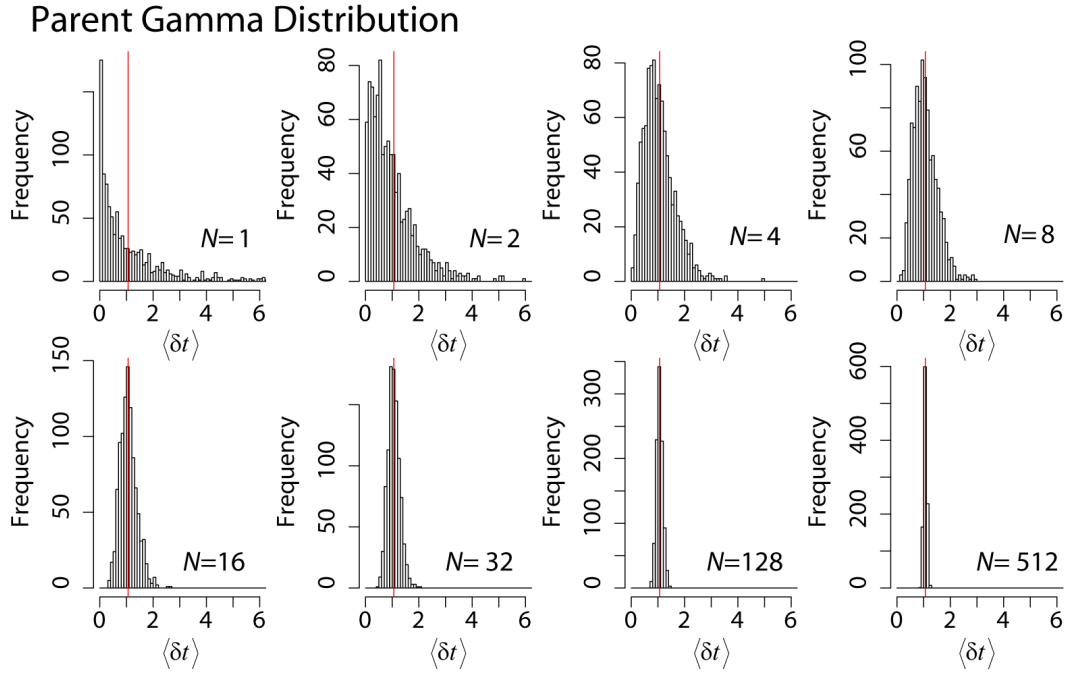 Parent Gamma Distribution
Frequency
0 50 100
N= 1
0 2 4 6
⟨δt⟩
Frequency
0 20 40 60 80
N= 2
0 2 4 6
⟨δt⟩
Frequency
0 20 40 60 80
N= 4
0 2 4 6
⟨δt⟩
Frequency
0 20 60 100
N= 8
0 2 4 6
⟨δt⟩
Frequency
0 50 100 150
N=16
0 2 4 6
⟨δt⟩
Frequency
0 50 100
N= 32
0 2 4 6
⟨δt⟩
Frequency
0 100 200 300
N=128
0 2 4 6
⟨δt⟩
Frequency
0 200 400 600
N= 512
0 2 4 6
⟨δt⟩